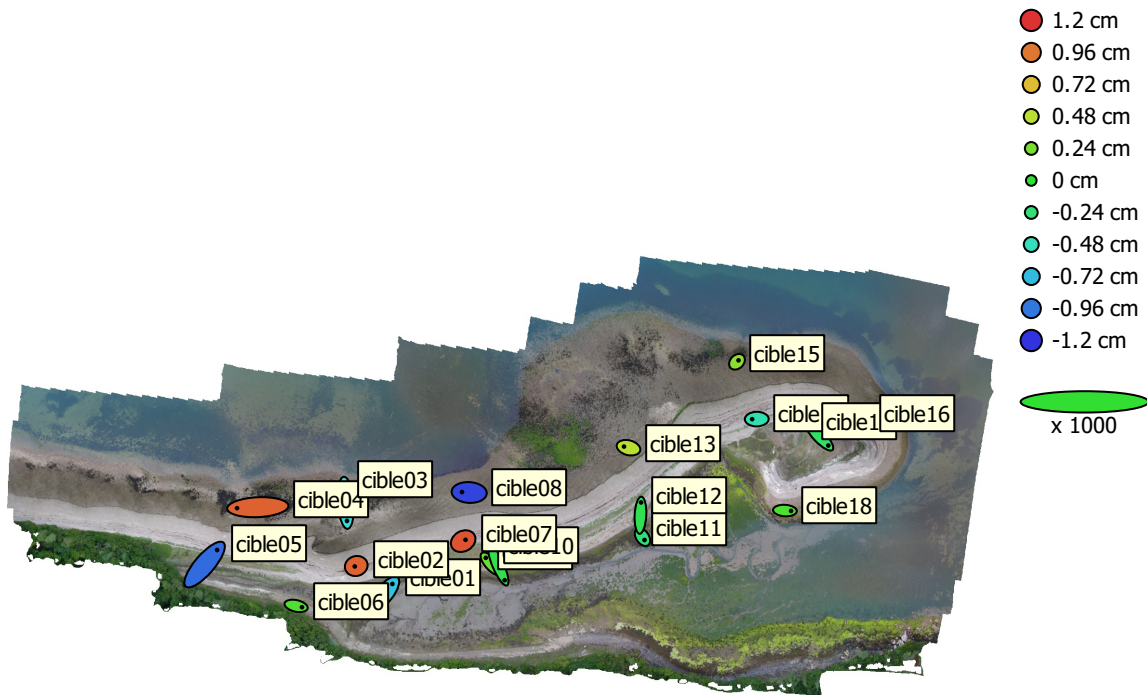 1.2 cm
0.96 cm
0.72 cm
0.48 cm
0.24 cm
0 cm
-0.24 cm
-0.48 cm
-0.72 cm
-0.96 cm
-1.2 cm
x 1000
cible15
cible16
cible13
cible03
cible08
cible04
cible12
cible18
cible11
cible07
cible05
cible02
cible01
cible06